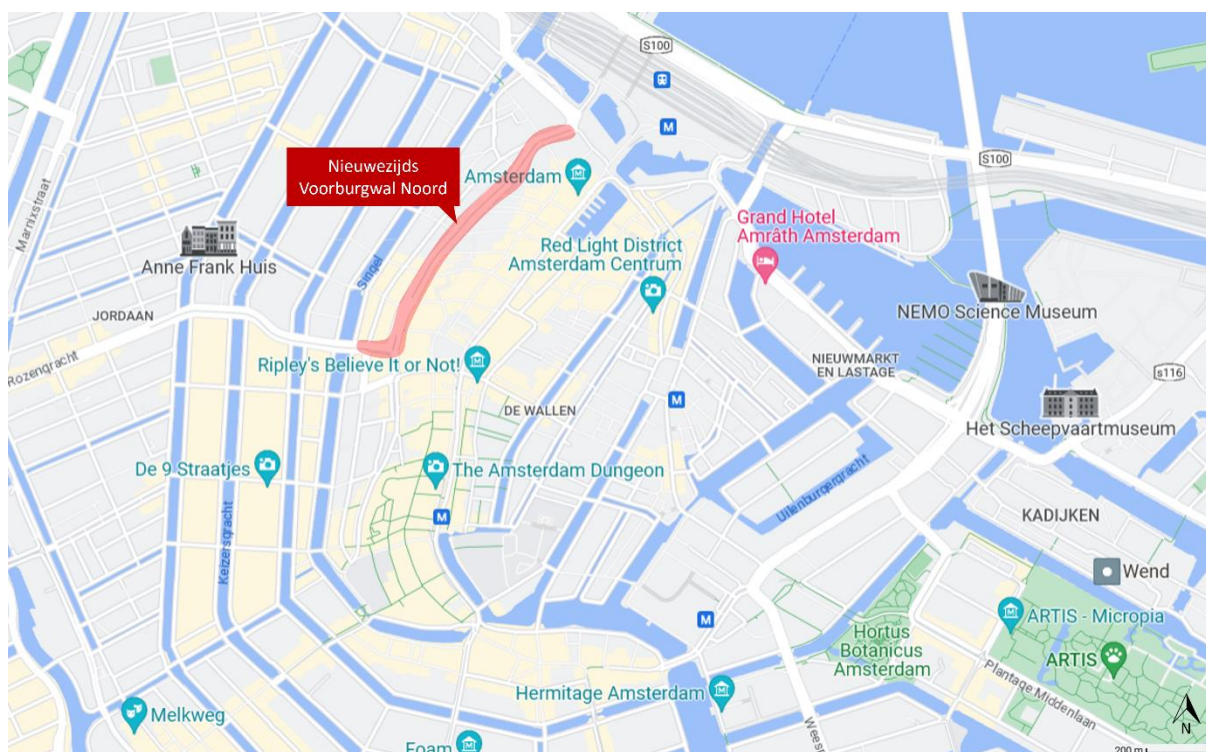 S100
M
M
S100
Nieuwezijds
Voorburgwal Noord
Amsterdam
Marnixstraat
Anne Frank Huis
Singel
Red Light District
Amsterdam Centrum
Grand Hotel
Amrâth Amsterdam
NEMO Science Museum
JORDAAN
Rozengracht
Ripley's Believe It or Not!
NIEUWMARKT
EN LASTAGE
s116
DE WALLEN
M
Het Scheepvaartmuseum
De 9 Straatjes
The Amsterdam Dungeon
Uilenburgergracht
Keizersgracht
M
KADIJKEN
Wend
M
ARTIS - Micropia
Hortus
Botanicus
Amsterdam
ARTIS
Plantage Middenlaan
Hermitage Amsterdam
Melkweg
Foam
Weesp
N
200 m